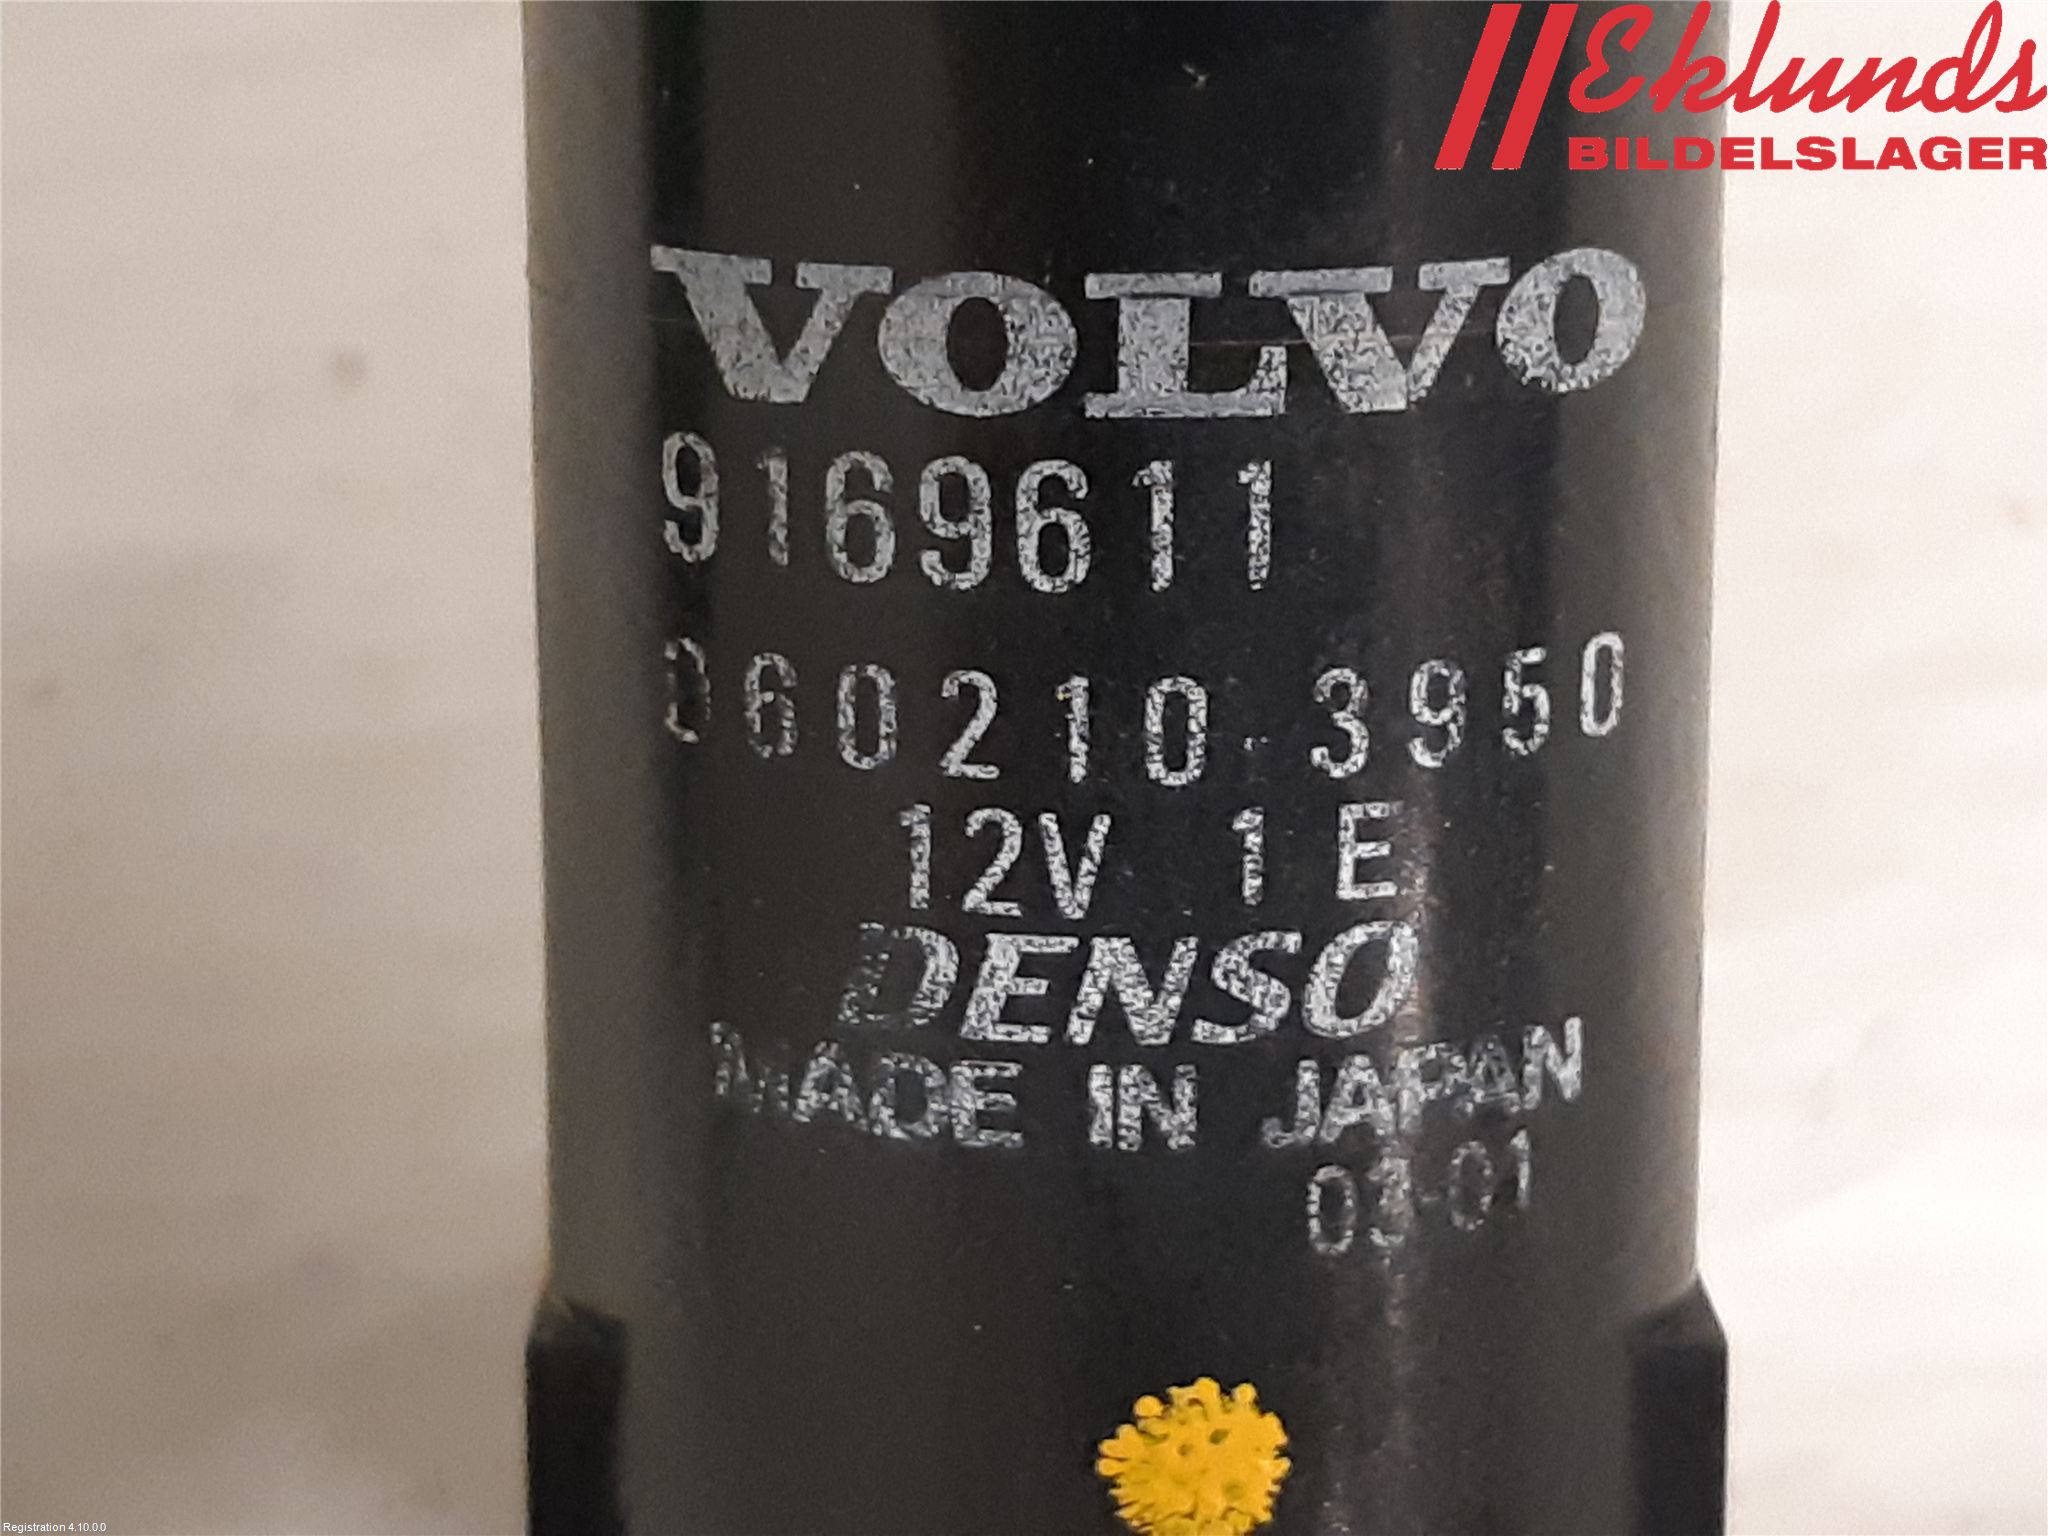 Eklunds
BILDELSLAGER
VOLVO
9169611
060210-3950
12V 1E
DENSO
MADE IN JAPAN
03-01
Registration 4.10.0.0